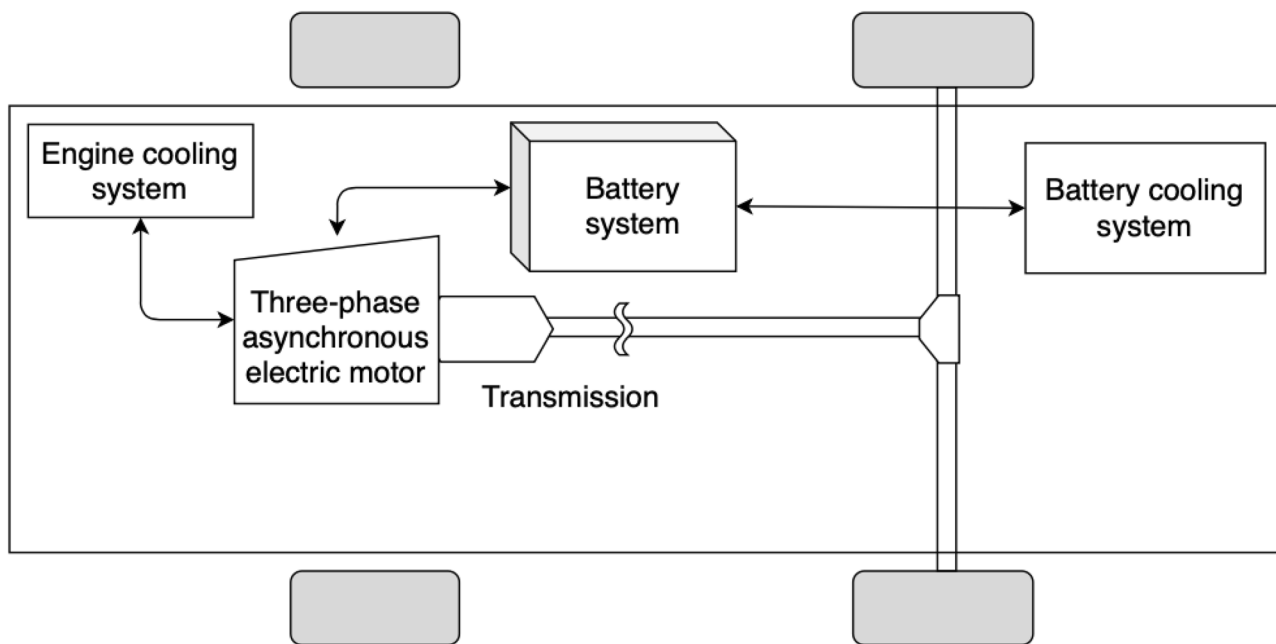 Engine cooling
system
Battery
system
Battery cooling
system
Three-phase
asynchronous
electric motor
Transmission